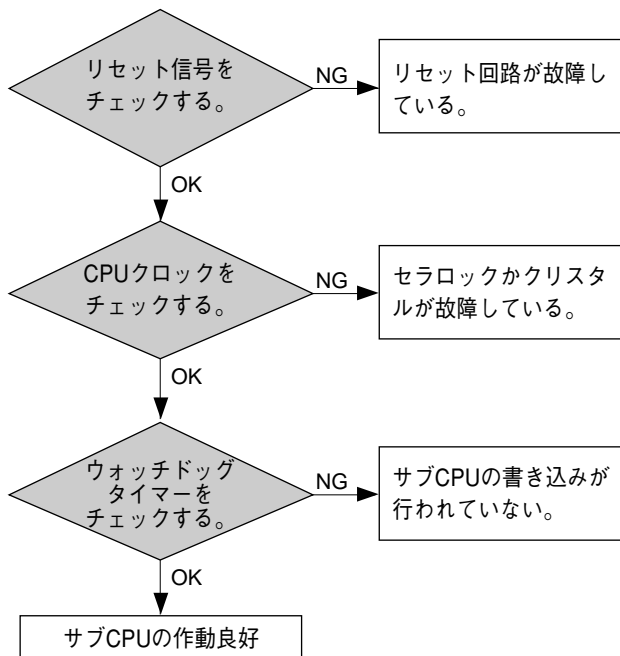 リセット信号を
チェックする。
NG
リセット回路が故障し
ている。
OK
CPUクロックを
チェックする。
NG
セラロックかクリスタ
ルが故障している。
OK
ウォッチドッグ
タイマーを
チェックする。
NG
サブCPUの書き込みが
行われていない。
OK
サブCPUの作動良好